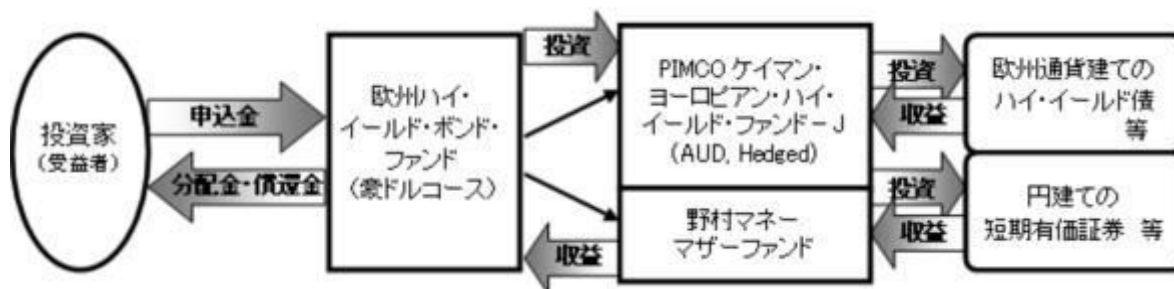 投資家
(受益者)
申込金
分配金・償還金
欧州ハイ・
イールド・ボンド・
ファンド
(豪ドルコース)
投資
収益
PIMCO ケイマン・
ヨーロピアン・ハイ・
イールド・ファンド－J
(AUD, Hedged)
野村マネー
マザーファンド
投資
収益
投資
収益
欧州通貨建ての
ハイ・イールド債
等
円建ての
短期有価証券 等